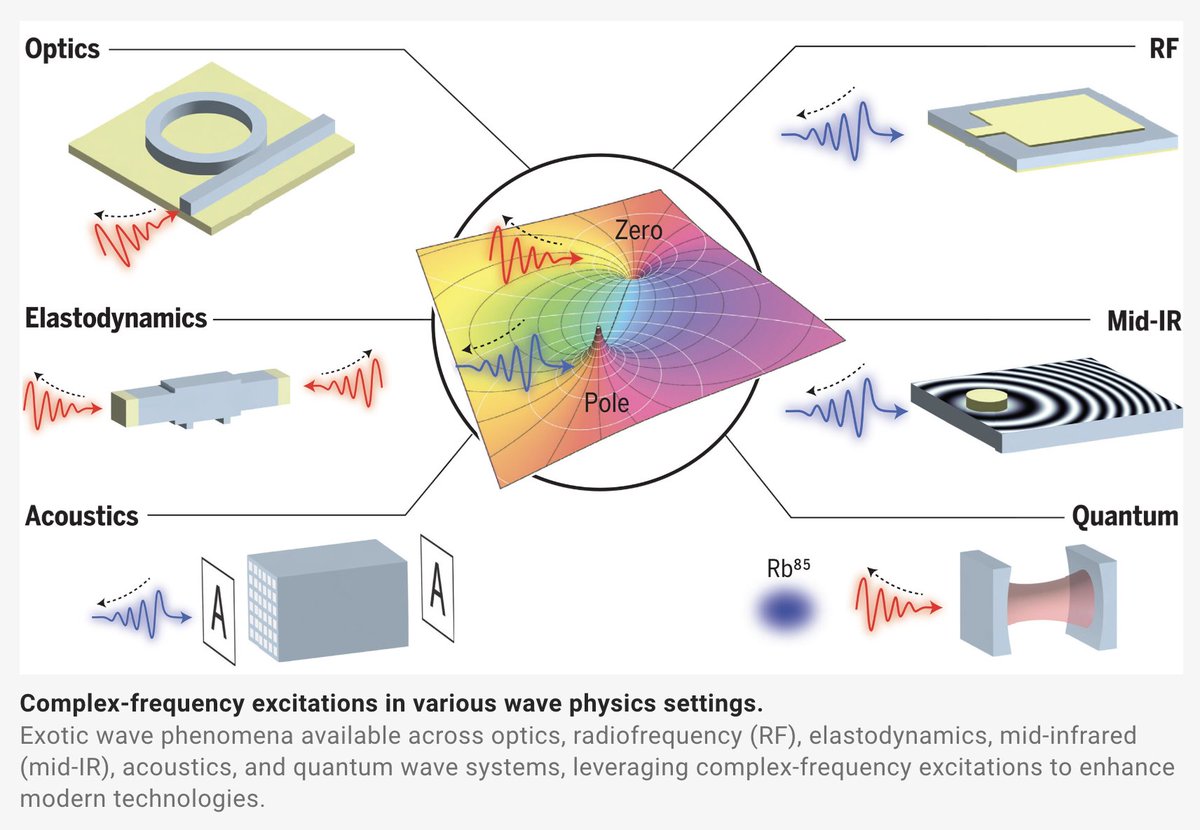 Optics
RF
Zero
Elastodynamics
Mid-IR
Pole
Acoustics
Quantum
A
A
Rb⁸⁵
Complex-frequency excitations in various wave physics settings.
Exotic wave phenomena available across optics, radiofrequency (RF), elastodynamics, mid-infrared
(mid-IR), acoustics, and quantum wave systems, leveraging complex-frequency excitations to enhance
modern technologies.